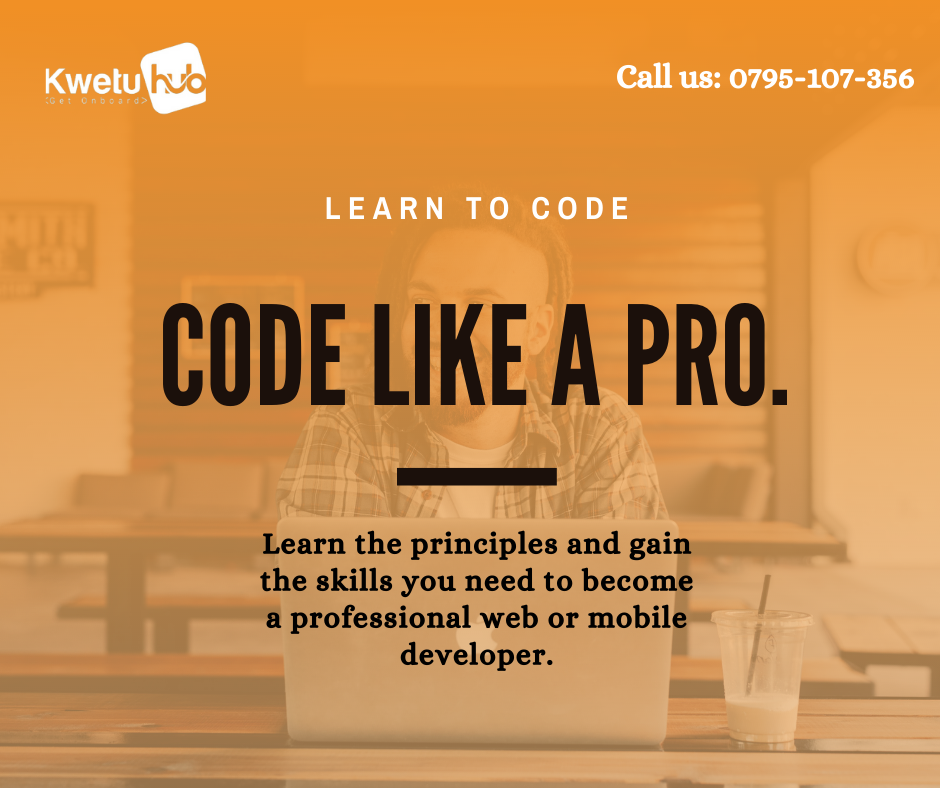 Kwetu hub
<Get Onboard>
Call us: 0795-107-356
LEARN TO CODE
CODE LIKE A PRO.
Learn the principles and gain
the skills you need to become
a professional web or mobile
developer.